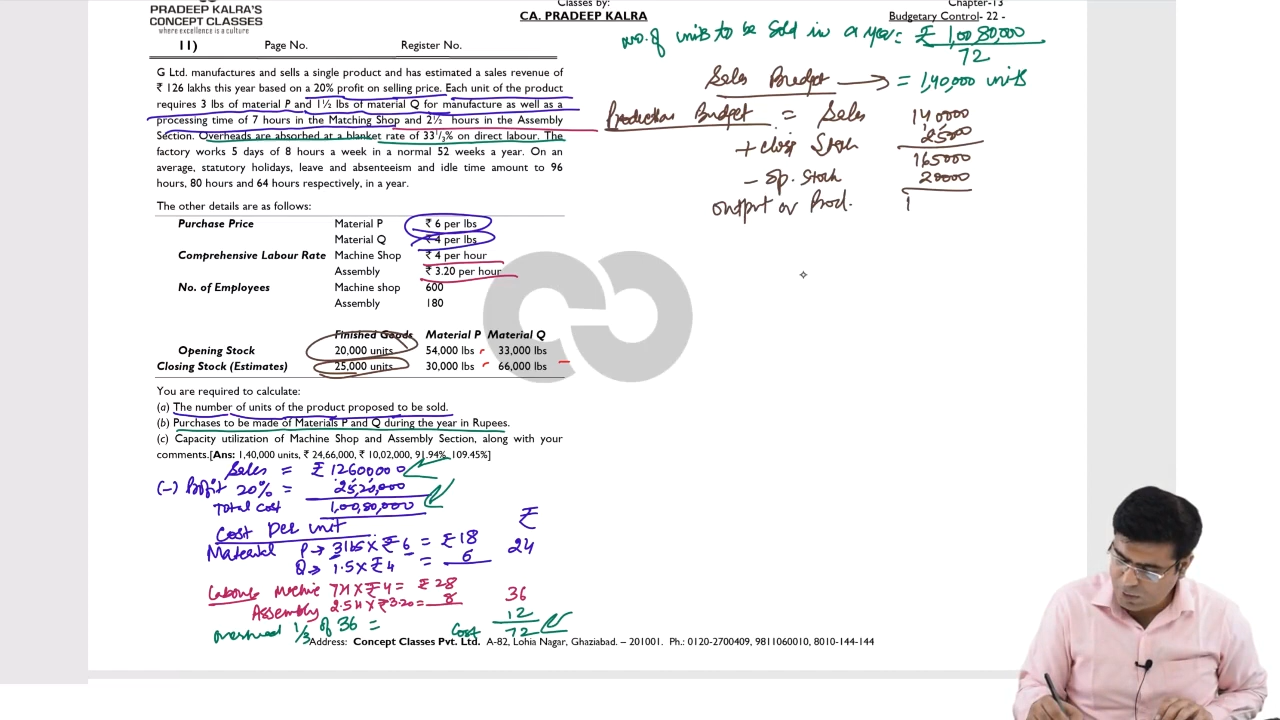 PRADEEP KALRA'S
CONCEPT CLASSES
where excellence is a culture
Classes by:
CA. PRADEEP KALRA
Chapter-13
Budgetary Control- 22 -
11) Page No. Register No.
G Ltd. manufactures and sells a single product and has estimated a sales revenue of
₹ 126 lakhs this year based on a 20% profit on selling price. Each unit of the product
requires 3 lbs of material P and 1½ lbs of material Q for manufacture as well as a
processing time of 7 hours in the Matching Shop and 2½ hours in the Assembly
Section. Overheads are absorbed at a blanket rate of 33⅓% on direct labour. The
factory works 5 days of 8 hours a week in a normal 52 weeks a year. On an
average, statutory holidays, leave and absenteeism and idle time amount to 96
hours, 80 hours and 64 hours respectively, in a year.
The other details are as follows:
Purchase Price Material P ₹ 6 per lbs
Material Q ₹ 4 per lbs
Comprehensive Labour Rate Machine Shop ₹ 4 per hour
Assembly ₹ 3.20 per hour
No. of Employees Machine shop 600
Assembly 180
Finished Goods Material P Material Q
Opening Stock 20,000 units 54,000 lbs 33,000 lbs
Closing Stock (Estimates) 25,000 units 30,000 lbs 66,000 lbs
You are required to calculate:
(a) The number of units of the product proposed to be sold.
(b) Purchases to be made of Materials P and Q during the year in Rupees.
(c) Capacity utilization of Machine Shop and Assembly Section, along with your
comments.[Ans: 1,40,000 units, ₹ 24,66,000, ₹ 10,02,000, 91.94%, 109.45%]
Sales = ₹ 12600000
(-) Profit 20% = 25,20,000
Total Cost 1,00,80,000
Cost Per unit ₹
Material P → 3 lbs × ₹ 6 = ₹ 18
Q → 1.5 × ₹ 4 = 6 24
Labour Machine 7H × ₹ 4 = ₹ 28
Assembly 2.5H × ₹ 3.20 = 8 36
overhead 1/3 of 36 = 12
Cost 72
no. of units to be sold in a year = ₹ 1,00,80,000
72
Sales Budget → = 1,40,000 units
Production Budget = Sales 140000
+ closi Stock 25000
165000
- op. Stock 20000
output or Prod. 1
Address: Concept Classes Pvt. Ltd. A-82, Lohia Nagar, Ghaziabad. – 201001. Ph.: 0120-2700409, 9811060010, 8010-144-144